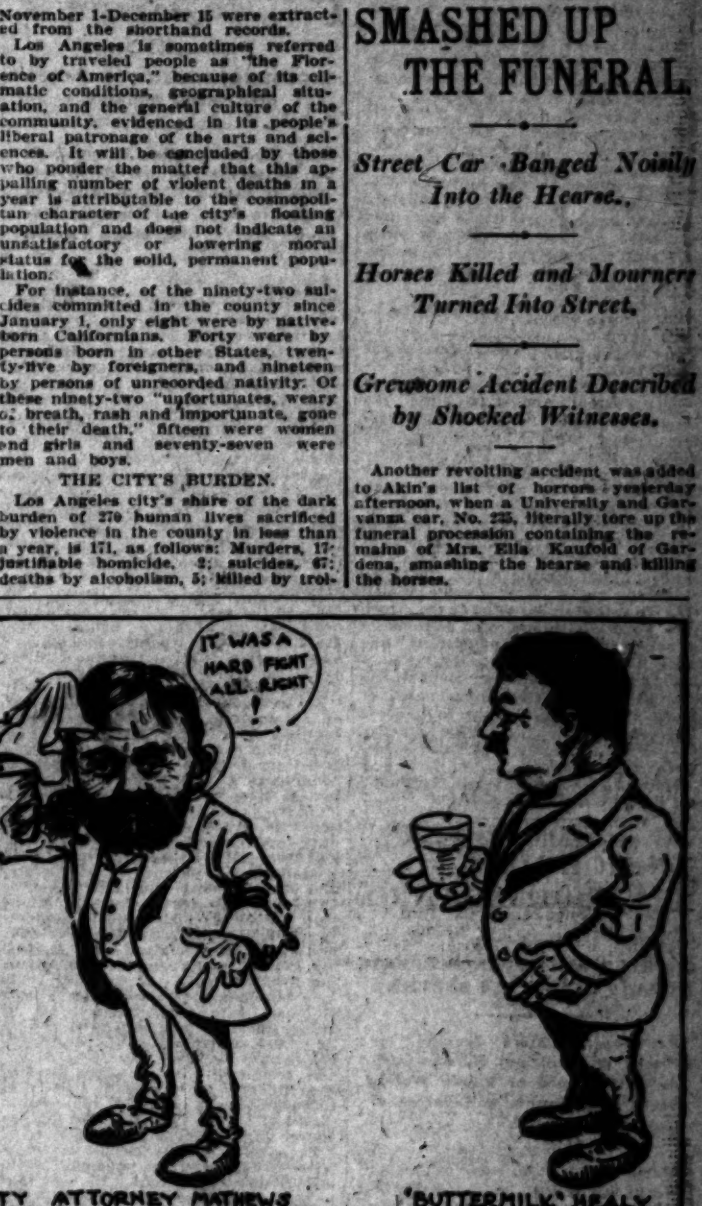 November 1-December 15 were extract-
ed from the shorthand records.
Los Angeles is sometimes referred
to by traveled people as "the Flor-
ence of America," because of its cli-
matic conditions, geographical situ-
ation, and the general culture of the
community, evidenced in its people's
liberal patronage of the arts and sci-
ences. It will be concluded by those
who ponder the matter that this ap-
palling number of violent deaths in a
year is attributable to the cosmopoli-
tan character of the city's floating
population and does not indicate an
unsatisfactory or lowering moral
status for the solid, permanent popu-
lation.
For instance, of the ninety-two sui-
cides committed in the county since
January 1, only eight were by native-
born Californians. Forty were by
persons born in other States, twen-
ty-five by foreigners, and nineteen
by persons of unrecorded nativity. Of
these ninety-two "unfortunates, weary
of breath, rash and importunate, gone
to their death," fifteen were women
and girls and seventy-seven were
men and boys.
THE CITY'S BURDEN.
Los Angeles city's share of the dark
burden of 270 human lives sacrificed
by violence in the county in less than
a year, is 171, as follows: Murders, 17;
justifiable homicide, 2; suicides, 67;
deaths by alcoholism, 5; killed by trol-
SMASHED UP
THE FUNERAL.
Street Car Banged Noisily
Into the Hearse.
Horses Killed and Mourners
Turned Into Street.
Grewsome Accident Described
by Shocked Witnesses.
Another revolting accident was added
to Akin's list of horrors yesterday
afternoon, when a University and Gar-
vanza car, No. 225, literally tore up the
funeral procession containing the re-
mains of Mrs. Ella Kaufold of Gar-
dena, smashing the hearse and killing
the horses.
IT WAS A
HARD FIGHT
ALL RIGHT
!
TY ATTORNEY MATHEWS
"BUTTERMILK" HEALY